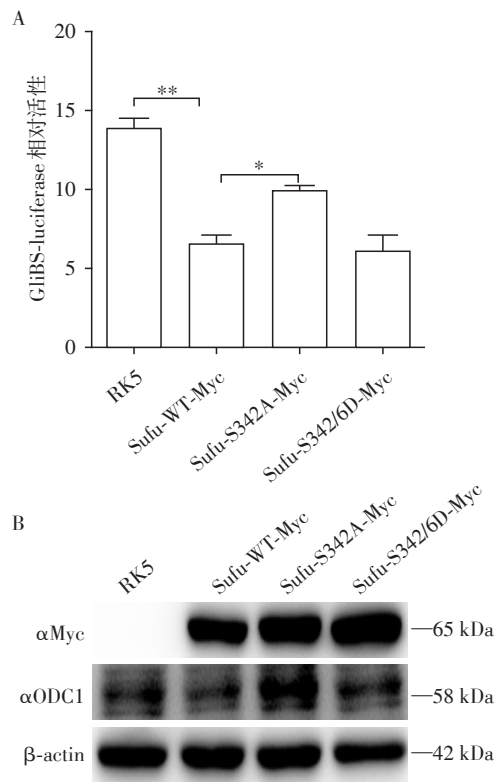 A
20
15
10
5
0
GliBS-luciferase 相对活性
**
*
RK5
Sufu-WT-Myc
Sufu-S342A-Myc
Sufu-S342/6D-Myc
B
RK5
Sufu-WT-Myc
Sufu-S342A-Myc
Sufu-S342/6D-Myc
αMyc
65 kDa
αODC1
58 kDa
β-actin
42 kDa